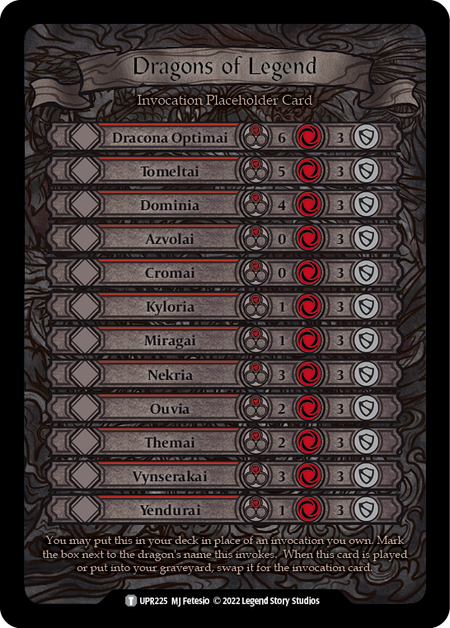 Dragons of Legend
Invocation Placeholder Card
Dracona Optimai 6 3
Tomeltai 5 3
Dominia 4 3
Azvolai 0 3
Cromai 0 3
Kyloria 1 3
Miragai 1 3
Nekria 3 3
Ouvia 2 3
Themai 2 3
Vynserakai 3 3
Yendurai 1 3
You may put this in your deck in place of an invocation you own. Mark
the box next to the dragon's name this invokes. When this card is played
or put into your graveyard, swap it for the invocation card.
T UPR225 MJ Fetesio © 2022 Legend Story Studios